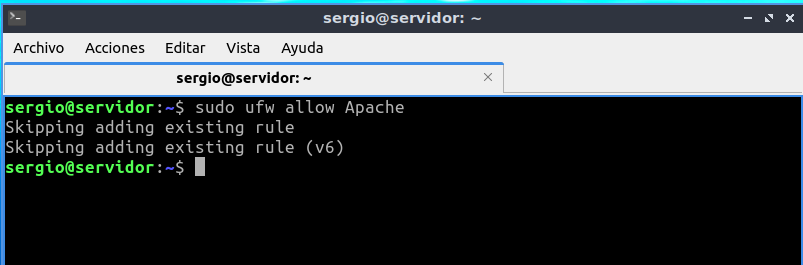 sergio@servidor: ~
Archivo Acciones Editar Vista Ayuda
sergio@servidor: ~
sergio@servidor:~$ sudo ufw allow Apache
Skipping adding existing rule
Skipping adding existing rule (v6)
sergio@servidor:~$